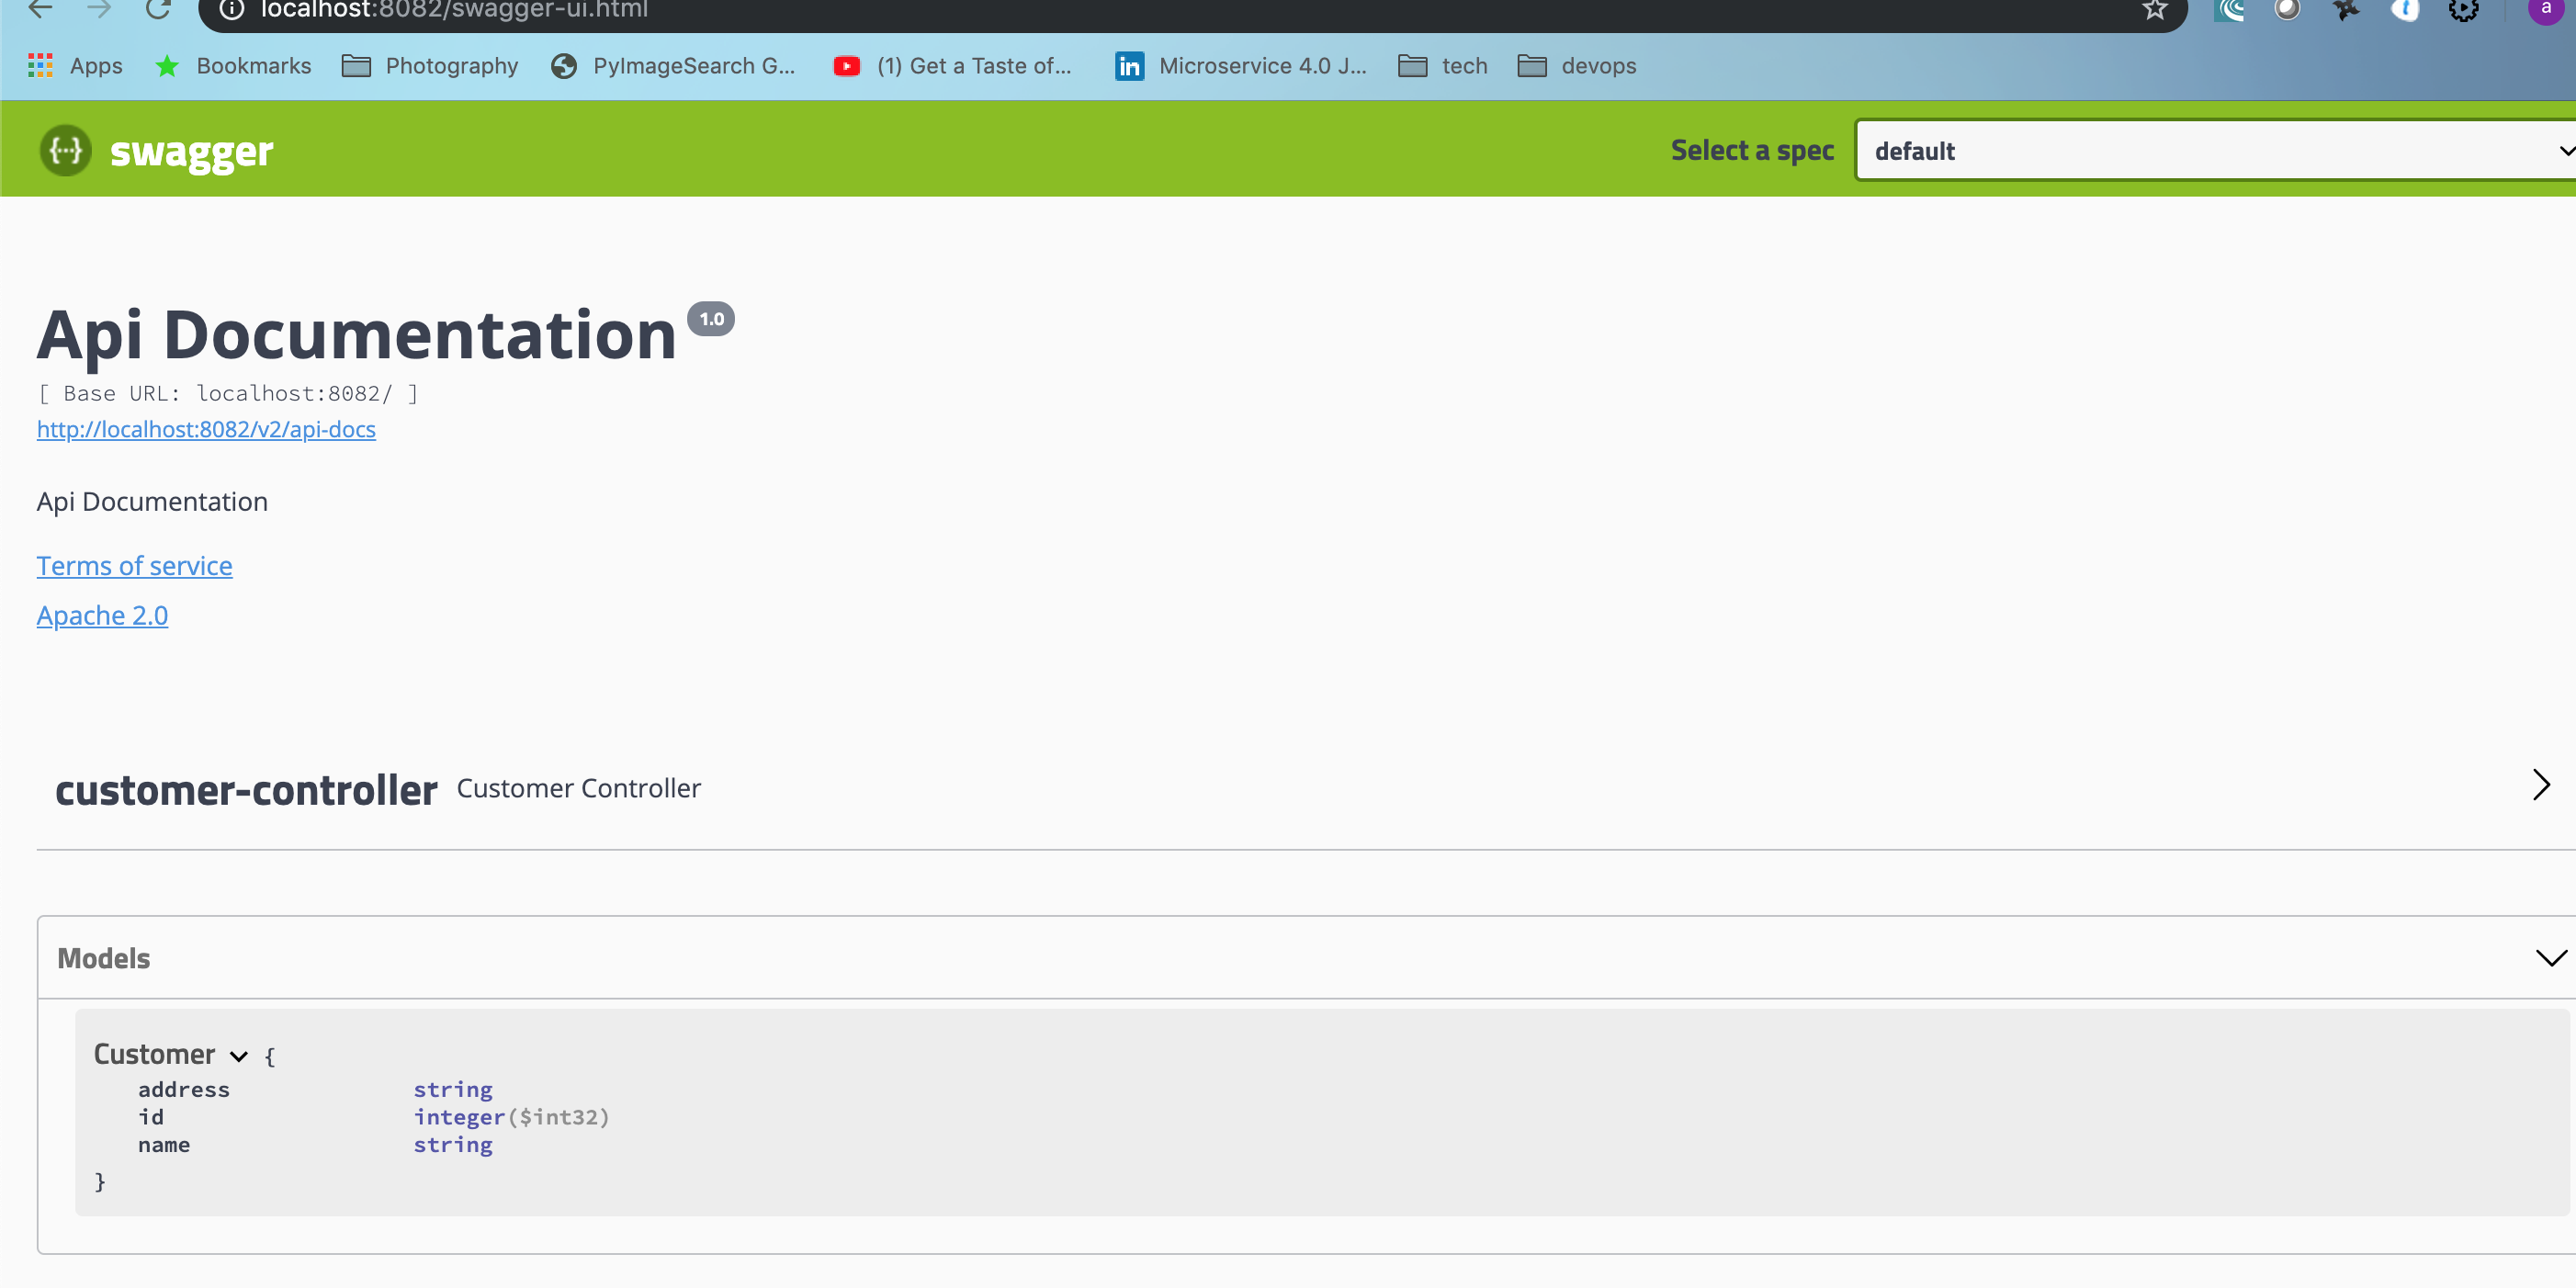 localhost:8082/swagger-ui.html
a
Apps Bookmarks Photography PyImageSearch G... (1) Get a Taste of... in Microservice 4.0 J... tech devops
{...} swagger Select a spec default
Api Documentation 1.0
[ Base URL: localhost:8082/ ]
http://localhost:8082/v2/api-docs
Api Documentation
Terms of service
Apache 2.0
customer-controller Customer Controller
Models
Customer {
address string
id integer($int32)
name string
}